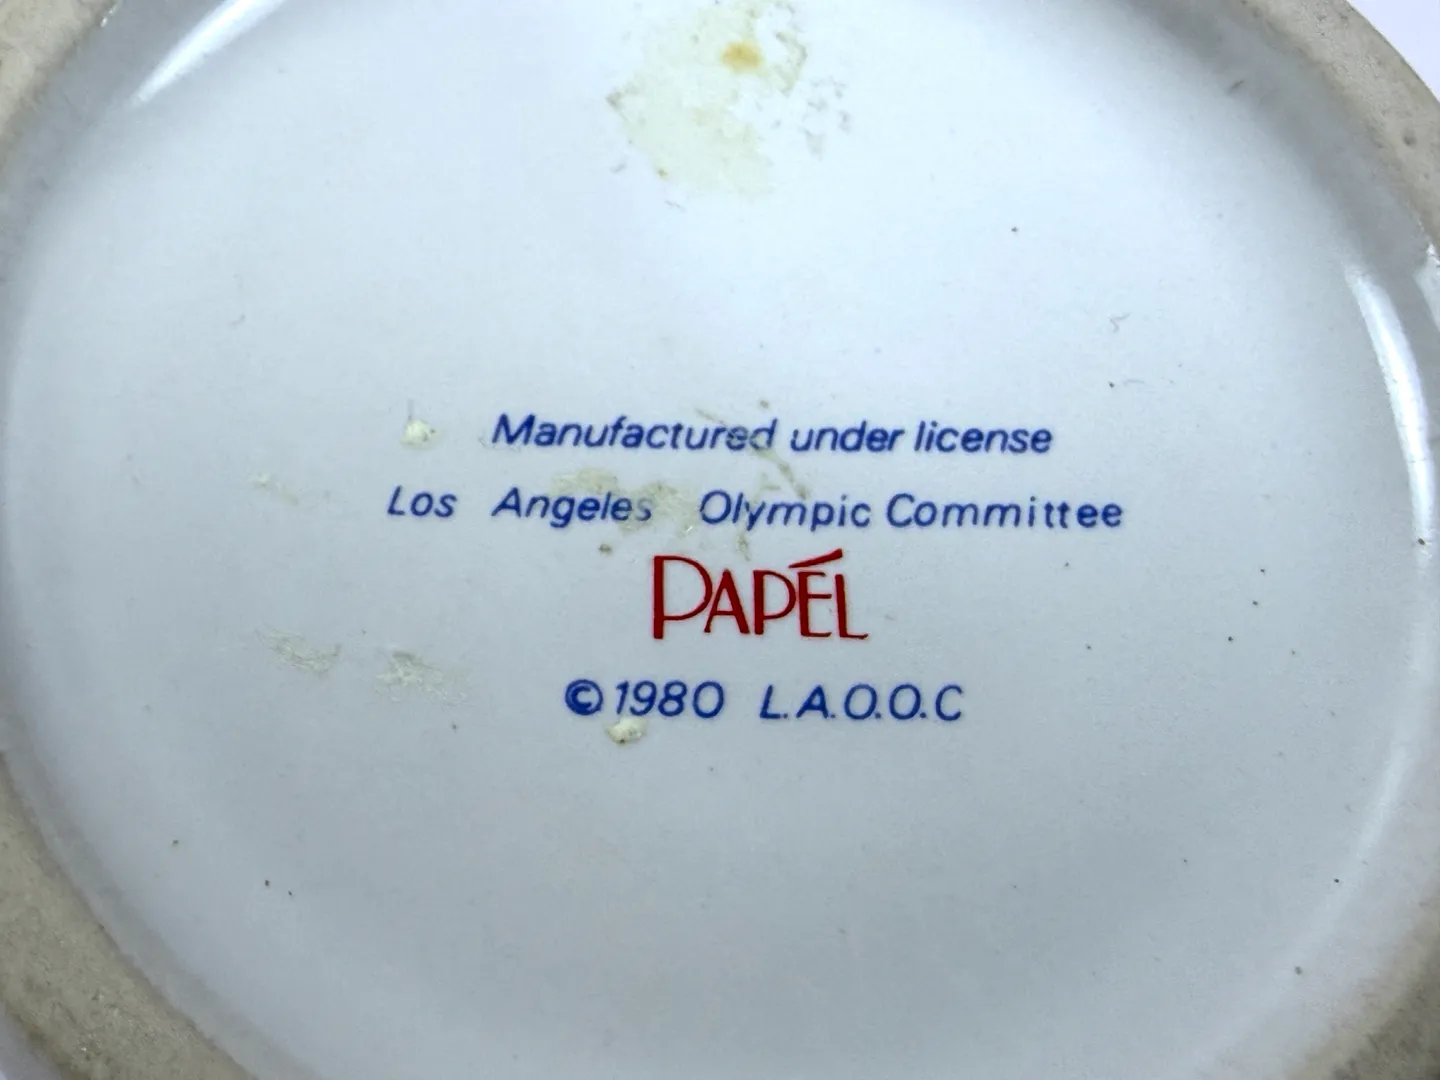 Manufactured under license
Los Angeles Olympic Committee
PAPÉL
© 1980 L.A.O.O.C